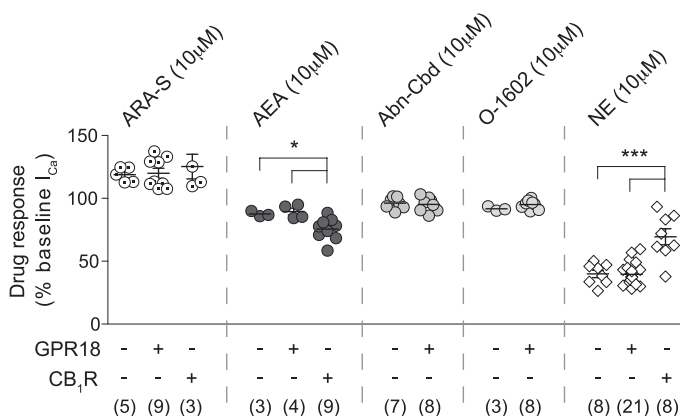 ARA-S (10μM)
AEA (10μM)
Abn-Cbd (10μM)
O-1602 (10μM)
NE (10μM)
Drug response
(% baseline I_Ca)
150
100
50
0
*
***
GPR18 - + - - + - - + - + - + -
CB₁R - - + - - + - - - - - - +
(5) (9) (3) (3) (4) (9) (7) (8) (3) (8) (8) (21) (8)